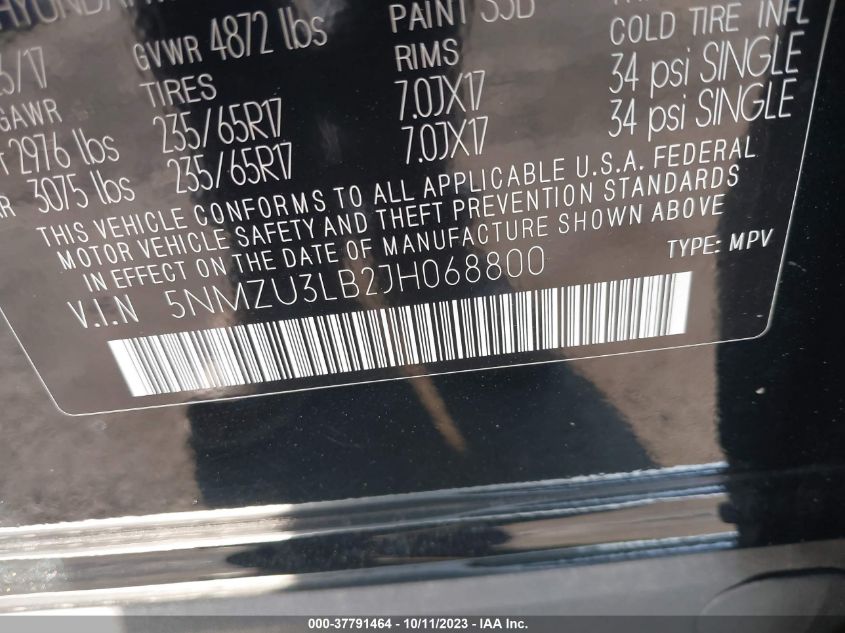 GVWR 4872 lbs
PAINT
/17
TIRES
RIMS
COLD TIRE INFL
GAWR
235/65R17
7.0JX17
34 psi SINGLE
2976 lbs
235/65R17
7.0JX17
34 psi SINGLE
3075 lbs
THIS VEHICLE CONFORMS TO ALL APPLICABLE U.S.A. FEDERAL
MOTOR VEHICLE SAFETY AND THEFT PREVENTION STANDARDS
IN EFFECT ON THE DATE OF MANUFACTURE SHOWN ABOVE
V.I.N 5NMZU3LB2JH068800
TYPE: MPV
000-37791464 - 10/11/2023 - IAA Inc.